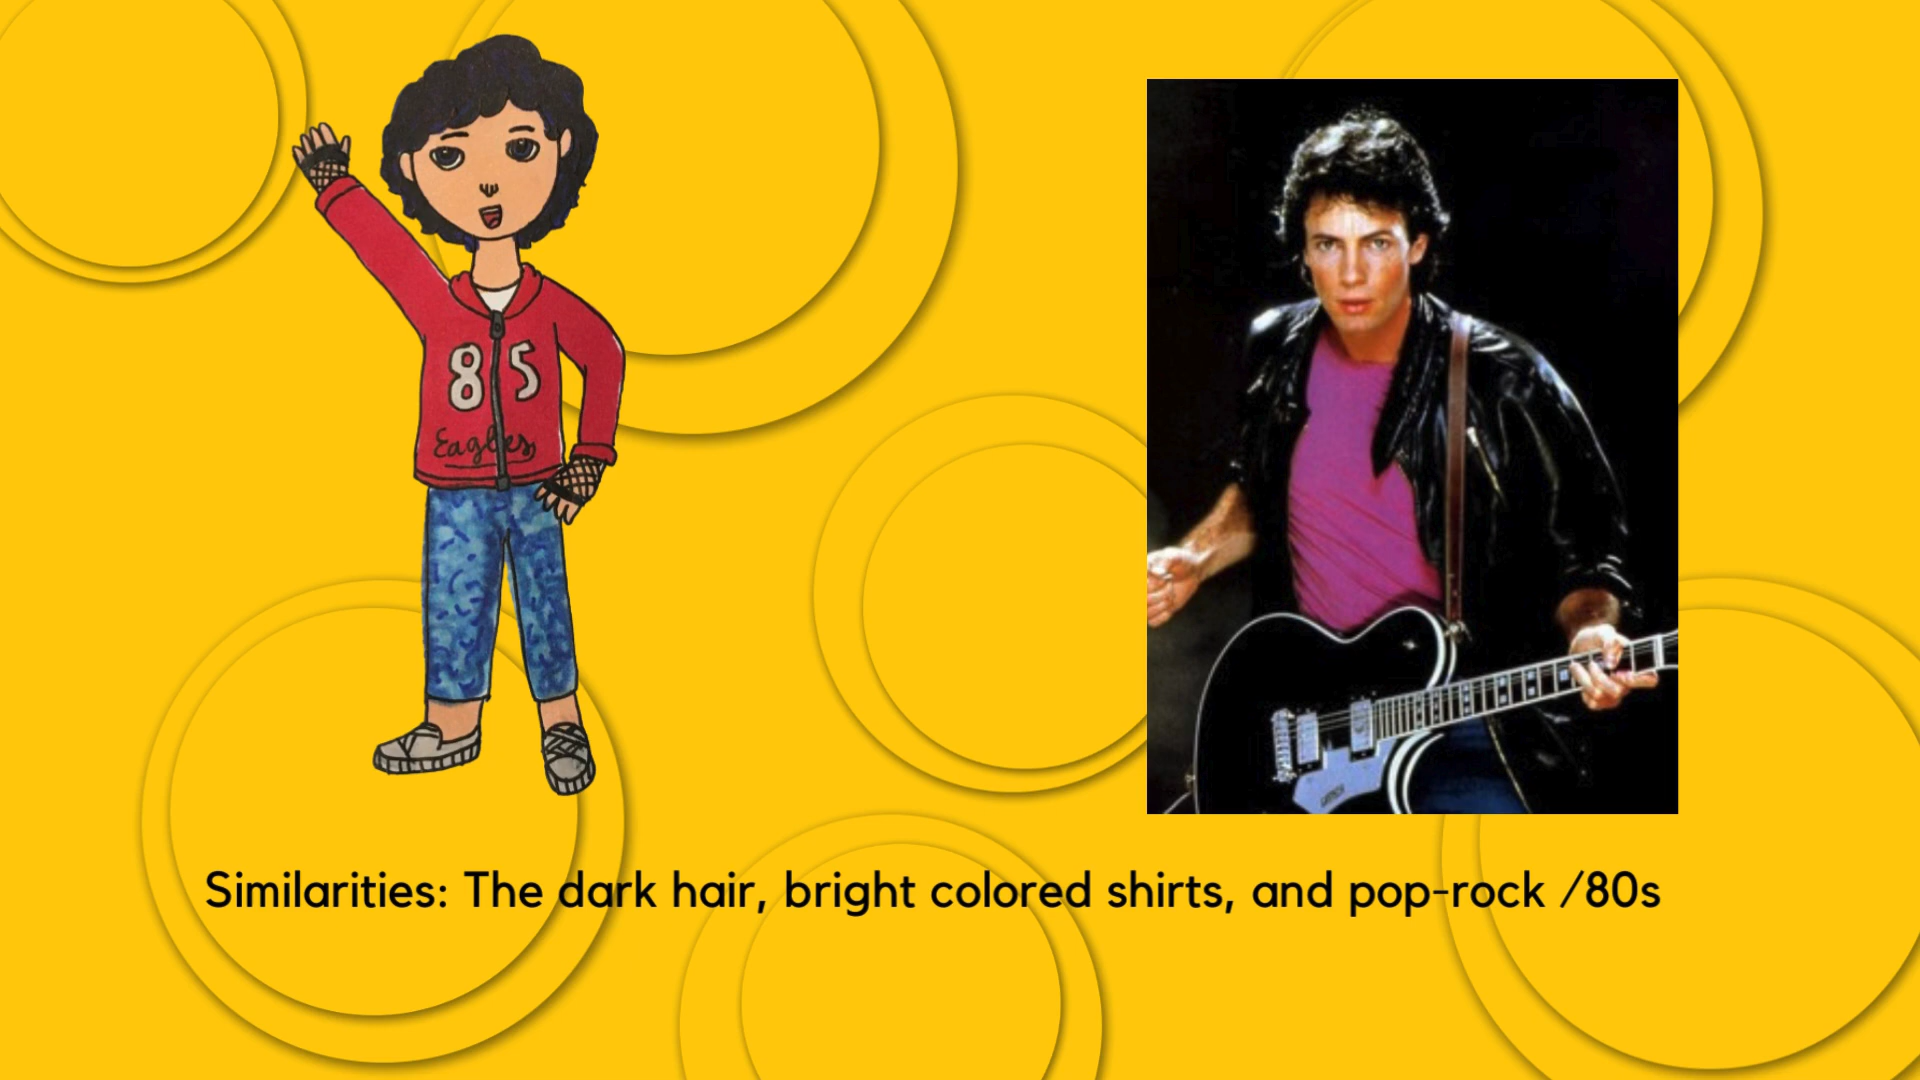 85
Eagles
Similarities: The dark hair, bright colored shirts, and pop-rock /80s